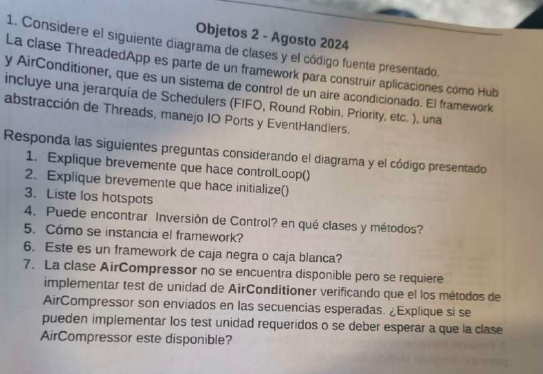 Objetos 2 - Agosto 2024
1. Considere el siguiente diagrama de clases y el código fuente presentado.
La clase ThreadedApp es parte de un framework para construir aplicaciones como Hub
y AirConditioner, que es un sistema de control de un aire acondicionado. El framework
incluye una jerarquía de Schedulers (FIFO, Round Robin, Priority, etc. ), una
abstracción de Threads, manejo IO Ports y EventHandlers.
Responda las siguientes preguntas considerando el diagrama y el código presentado
1. Explique brevemente que hace controlLoop()
2. Explique brevemente que hace initialize()
3. Liste los hotspots
4. Puede encontrar Inversión de Control? en qué clases y métodos?
5. Cómo se instancia el framework?
6. Este es un framework de caja negra o caja blanca?
7. La clase AirCompressor no se encuentra disponible pero se requiere
implementar test de unidad de AirConditioner verificando que el los métodos de
AirCompressor son enviados en las secuencias esperadas. ¿Explique si se
pueden implementar los test unidad requeridos o se deber esperar a que la clase
AirCompressor este disponible?